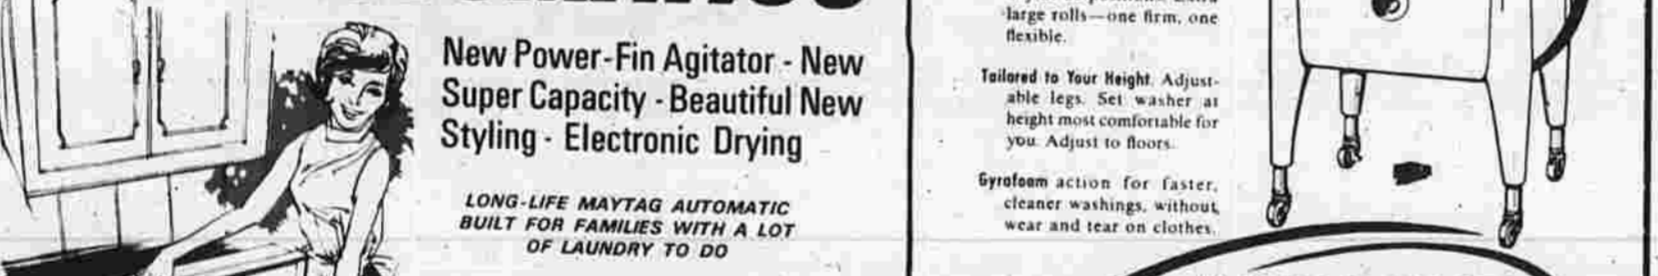 New Power-Fin Agitator - New
Super Capacity - Beautiful New
Styling - Electronic Drying
LONG-LIFE MAYTAG AUTOMATIC
BUILT FOR FAMILIES WITH A LOT
OF LAUNDRY TO DO
large rolls—one firm, one
flexible.
Tailored to Your Height. Adjust-
able legs. Set washer at
height most comfortable for
you. Adjust to floors.
Gyrafoam action for faster,
cleaner washings, without
wear and tear on clothes.